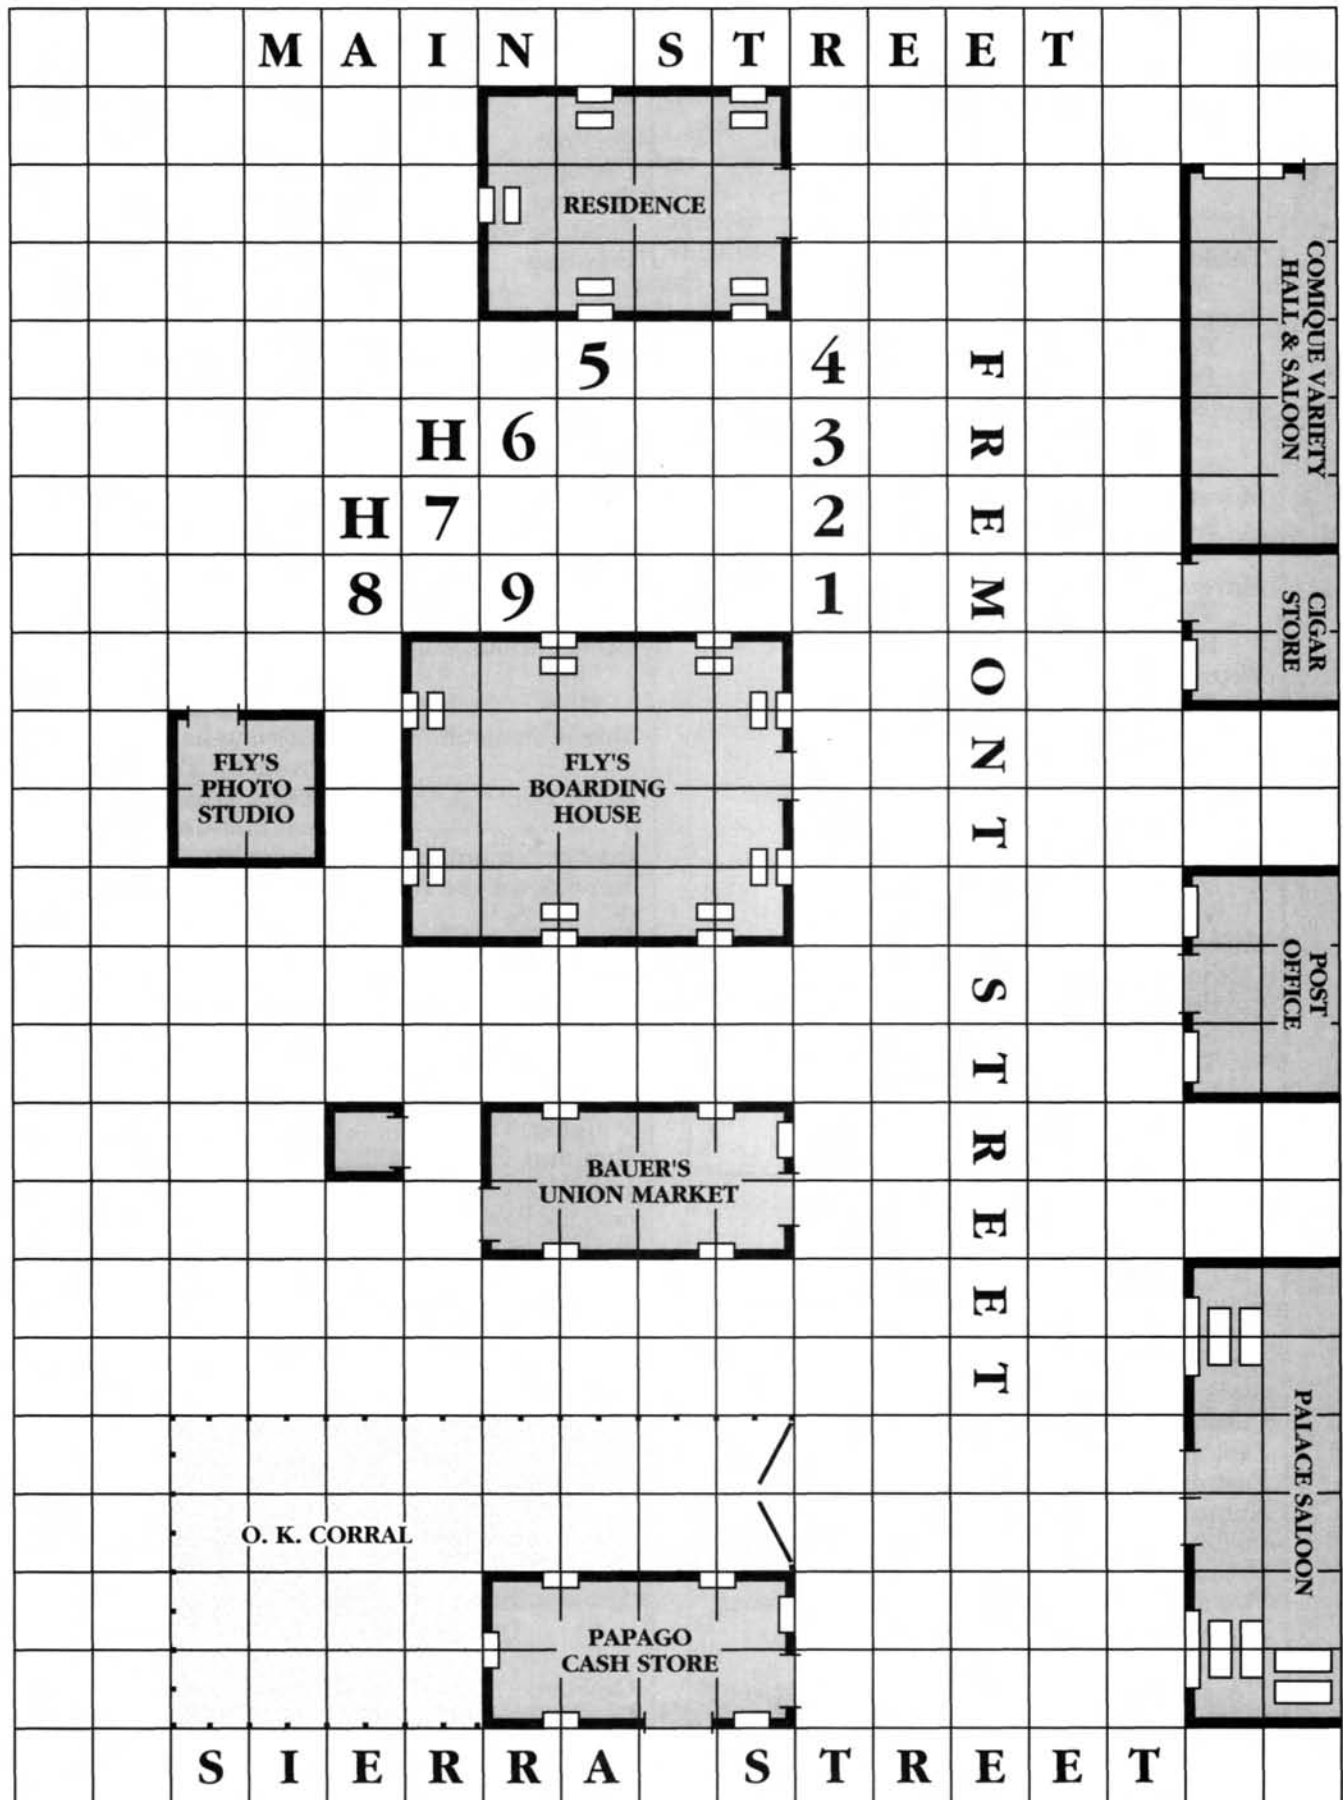 MAIN STREET
RESIDENCE
COMIQUE VARIETY
HALL & SALOON
5 4
H 6 3
H 7 2
8 9 1
FREMONT STREET
CIGAR
STORE
FLY'S
PHOTO
STUDIO
FLY'S
BOARDING
HOUSE
POST
OFFICE
BAUER'S
UNION MARKET
PALACE SALOON
O. K. CORRAL
PAPAGO
CASH STORE
SIERRA STREET